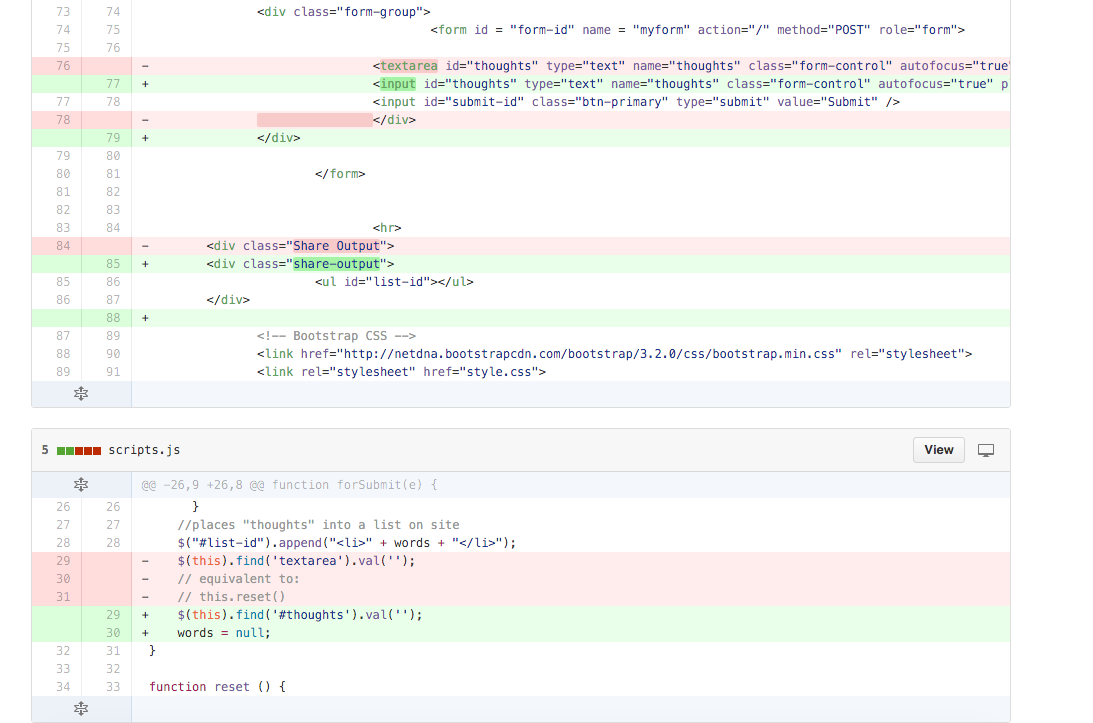 73 74 <div class="form-group">
74 75 <form id = "form-id" name = "myform" action="/" method="POST" role="form">
75 76
76 - <textarea id="thoughts" type="text" name="thoughts" class="form-control" autofocus="true"
77 + <input id="thoughts" type="text" name="thoughts" class="form-control" autofocus="true" p
77 78 <input id="submit-id" class="btn-primary" type="submit" value="Submit" />
78 - </div>
79 + </div>
79 80
80 81 </form>
81 82
82 83
83 84 <hr>
84 - <div class="Share Output">
85 + <div class="share-output">
85 86 <ul id="list-id"></ul>
86 87 </div>
88 +
87 89 <!-- Bootstrap CSS -->
88 90 <link href="http://netdna.bootstrapcdn.com/bootstrap/3.2.0/css/bootstrap.min.css" rel="stylesheet">
89 91 <link rel="stylesheet" href="style.css">
5 scripts.js View
@@ -26,9 +26,8 @@ function forSubmit(e) {
26 26 }
27 27 //places "thoughts" into a list on site
28 28 $("#list-id").append("<li>" + words + "</li>");
29 - $(this).find('textarea').val('');
30 - // equivalent to:
31 - // this.reset()
29 + $(this).find('#thoughts').val('');
30 + words = null;
32 31 }
33 32
34 33 function reset () {